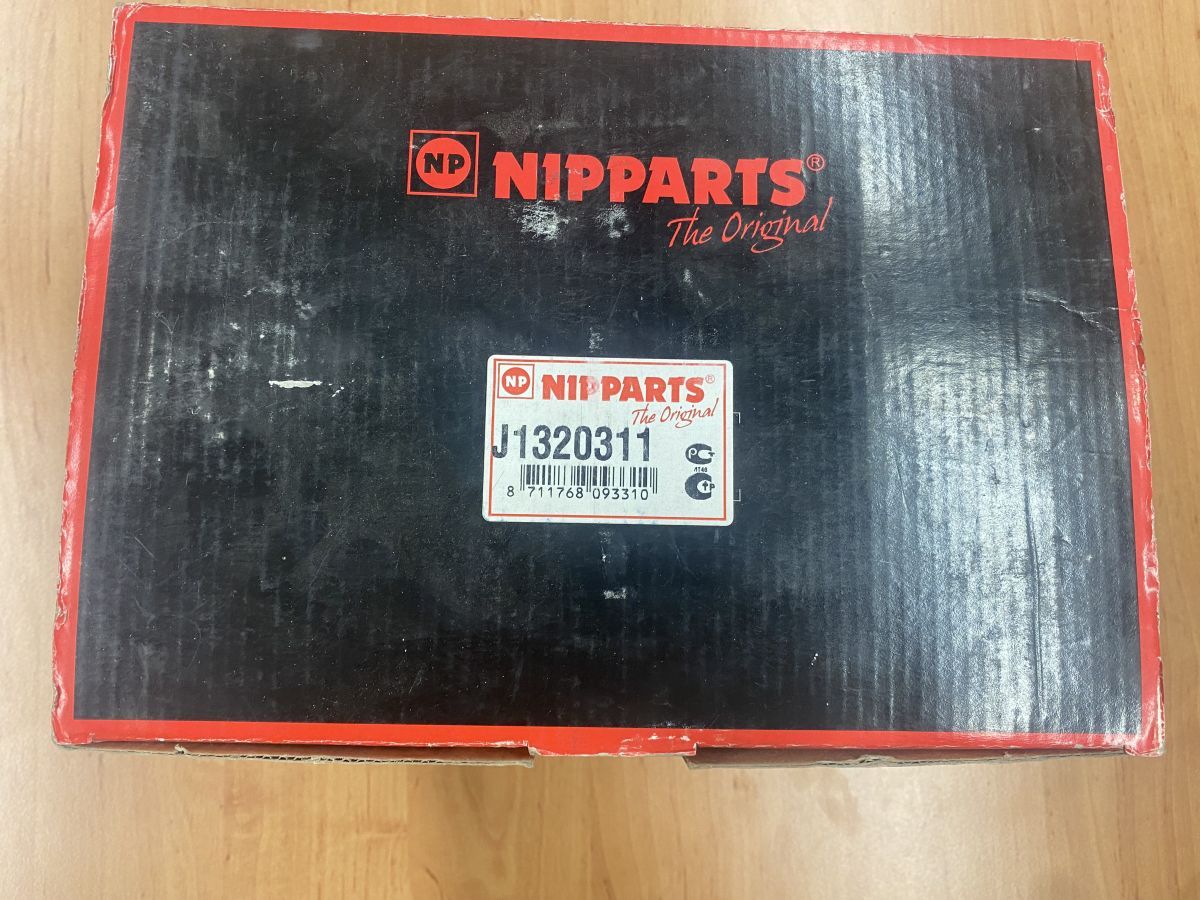 NP NIPPARTS®
The Original
NP NIPPARTS®
The Original
J1320311
8 711768 093310